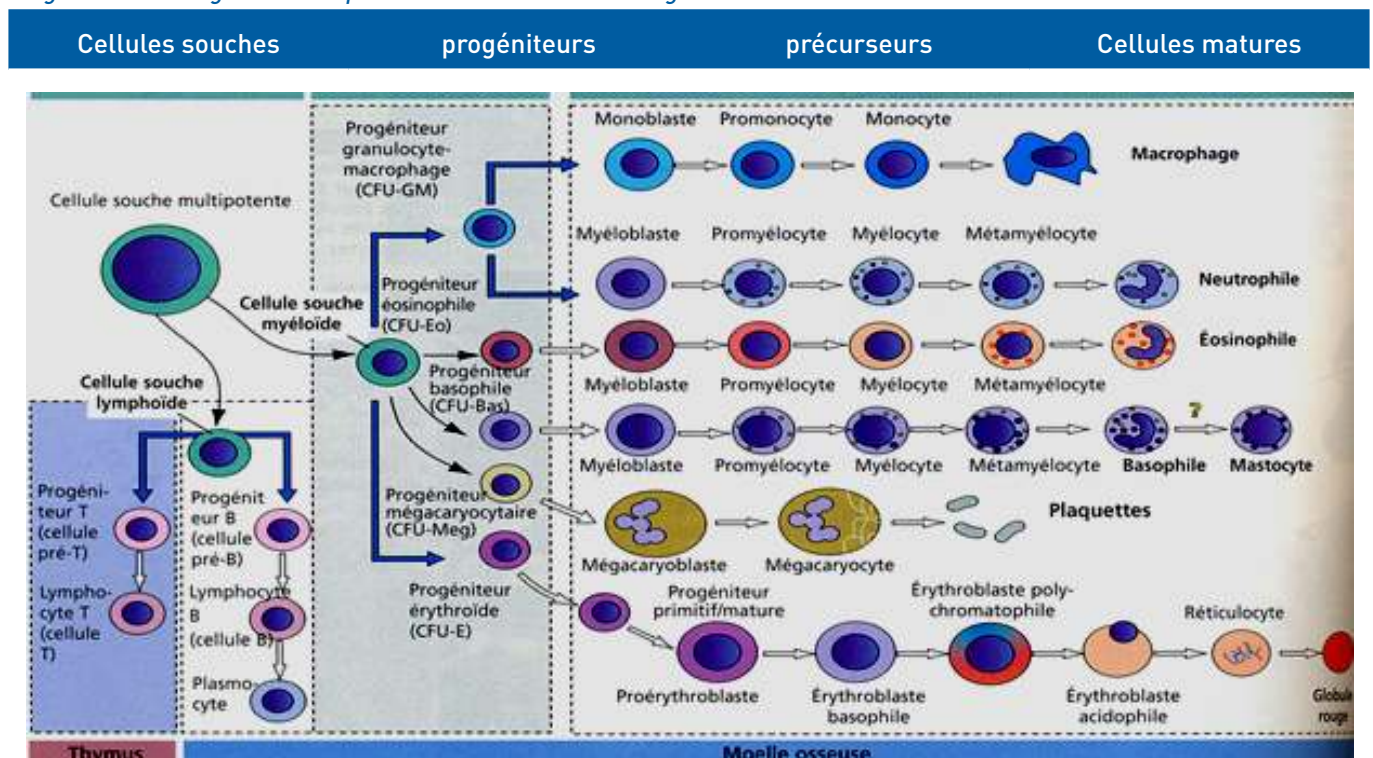 Cellules souches
progéniteurs
précurseurs
Cellules matures
Progéniteur
granulocyte-
macrophage
(CFU-GM)
Monoblaste
Promonocyte
Monocyte
Macrophage
Cellule souche multipotente
Myéloblaste
Promyélocyte
Myélocyte
Métamyélocyte
Neutrophile
Progéniteur
éosinophile
(CFU-Eo)
Cellule souche
myéloïde
Éosinophile
Progéniteur
basophile
(CFU-Bas)
Myéloblaste
Promyélocyte
Myélocyte
Métamyélocyte
Cellule souche
lymphoïde
?
Myéloblaste
Promyélocyte
Myélocyte
Métamyélocyte
Basophile
Mastocyte
Progéni-
teur T
(cellule
pré-T)
Progénit
eur B
(cellule
pré-B)
Progéniteur
mégacaryocytaire
(CFU-Meg)
Plaquettes
Mégacaryoblaste
Mégacaryocyte
Lympho-
cyte T
(cellule
T)
Lymphocyte
B
(cellule B)
Progéniteur
érythroïde
(CFU-E)
Progéniteur
primitif/mature
Érythroblaste poly-
chromatophile
Réticulocyte
Plasmo-
cyte
Proérythroblaste
Érythroblaste
basophile
Érythroblaste
acidophile
Globule
rouge
Thymus
Moelle osseuse